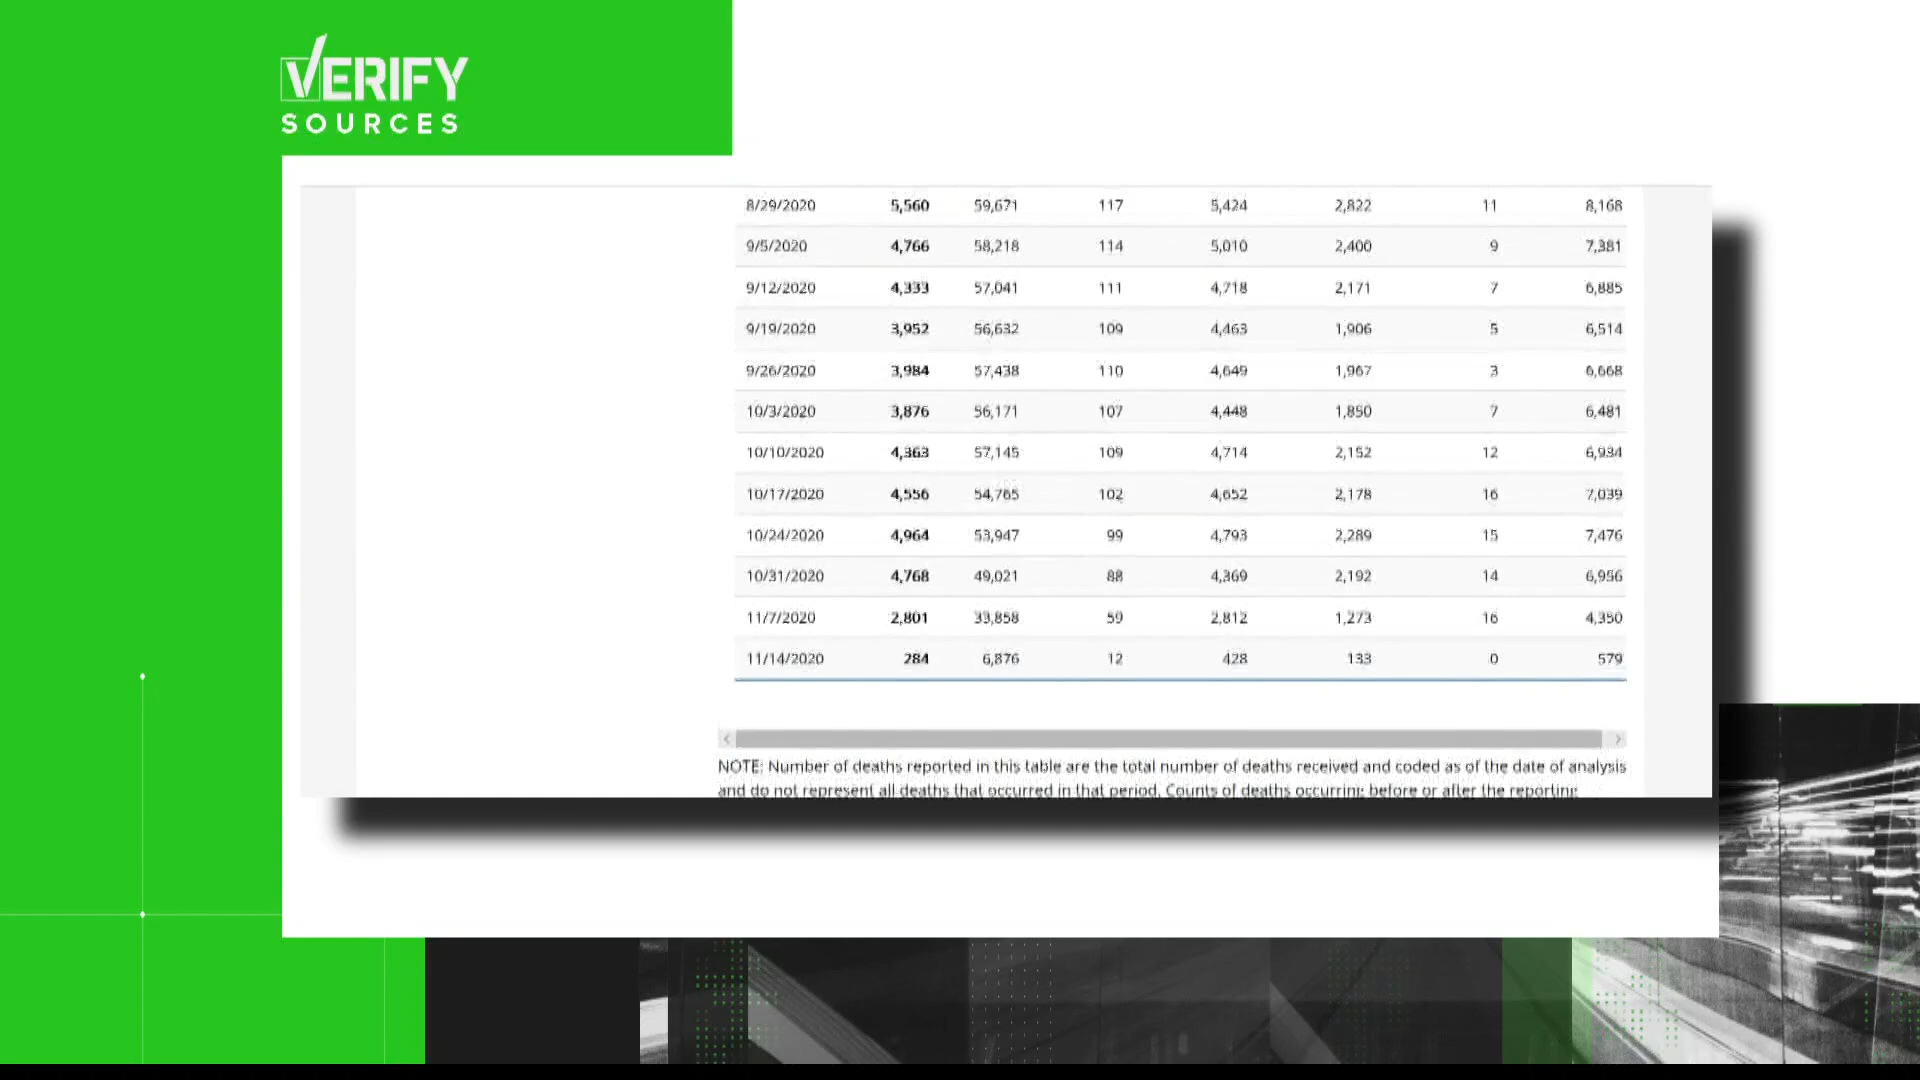 VERIFY
SOURCES
8/29/2020 5,560 59,671 117 5,424 2,822 11 8,168
9/5/2020 4,766 58,218 114 5,010 2,400 9 7,381
9/12/2020 4,333 57,041 111 4,718 2,171 7 6,885
9/19/2020 3,952 56,632 109 4,463 1,906 5 6,514
9/26/2020 3,984 57,438 110 4,649 1,967 3 6,668
10/3/2020 3,876 56,171 107 4,448 1,850 7 6,481
10/10/2020 4,363 57,145 109 4,714 2,152 12 6,934
10/17/2020 4,556 54,765 102 4,652 2,178 16 7,039
10/24/2020 4,964 53,947 99 4,793 2,289 15 7,476
10/31/2020 4,768 49,021 88 4,369 2,192 14 6,956
11/7/2020 2,801 33,858 59 2,812 1,273 16 4,350
11/14/2020 284 6,876 12 428 133 0 579
NOTE: Number of deaths reported in this table are the total number of deaths received and coded as of the date of analysis
and do not represent all deaths that occurred in that period. Counts of deaths occurring before or after the reporting